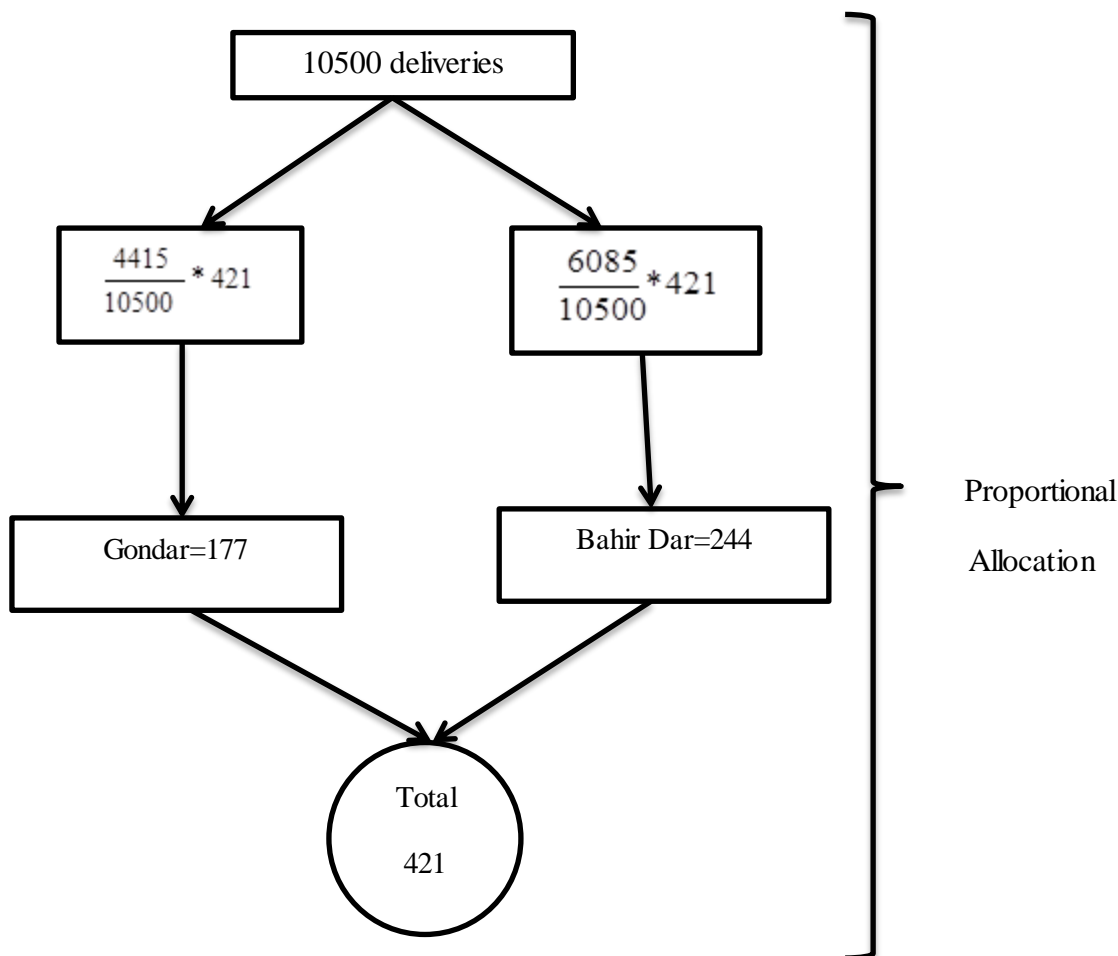 10500 deliveries
4415
10500
* 421
6085
10500
*421
Gondar=177
Bahir Dar=244
Total
421
Proportional
Allocation